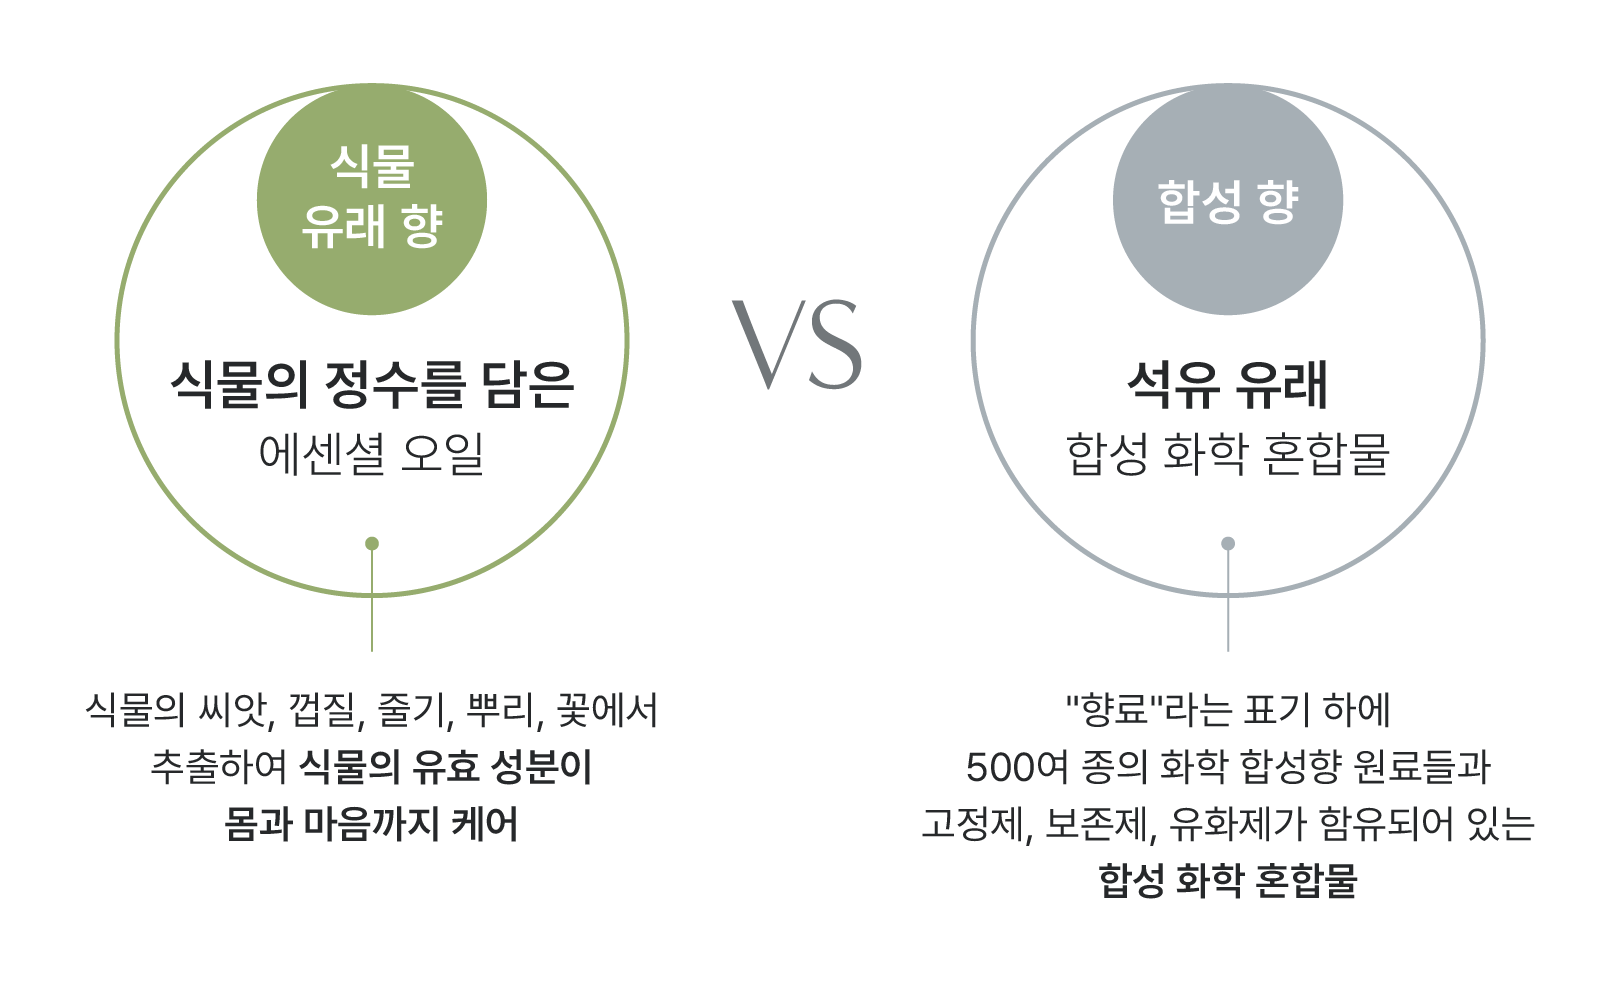 식물
유래 향
식물의 정수를 담은
에센셜 오일
식물의 씨앗, 껍질, 줄기, 뿌리, 꽃에서
추출하여 식물의 유효 성분이
몸과 마음까지 케어
VS
합성 향
석유 유래
합성 화학 혼합물
"향료"라는 표기 하에
500여 종의 화학 합성향 원료들과
고정제, 보존제, 유화제가 함유되어 있는
합성 화학 혼합물